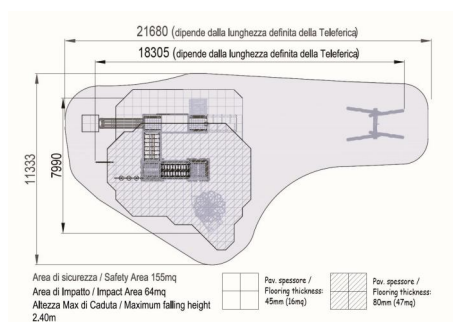 21680 (dipende dalla lunghezza definita della Teleferica)
18305 (dipende dalla lunghezza definita della Teleferica)
11333
7990
Area di sicurezza / Safety Area 155mq
Area di Impatto / Impact Area 64mq
Altezza Max di Caduta / Maximum falling height
2.40m
Pav. spessore /
Flooring thickness:
45mm (16mq)
Pav. spessore /
Flooring thickness:
80mm (47mq)